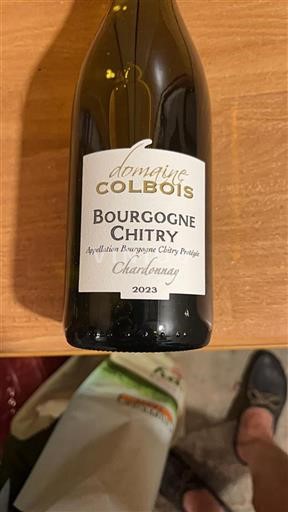 domaine
COLBOIS
BOURGOGNE
CHITRY
Appellation Bourgogne Chitry Protégée
Chardonnay
2023